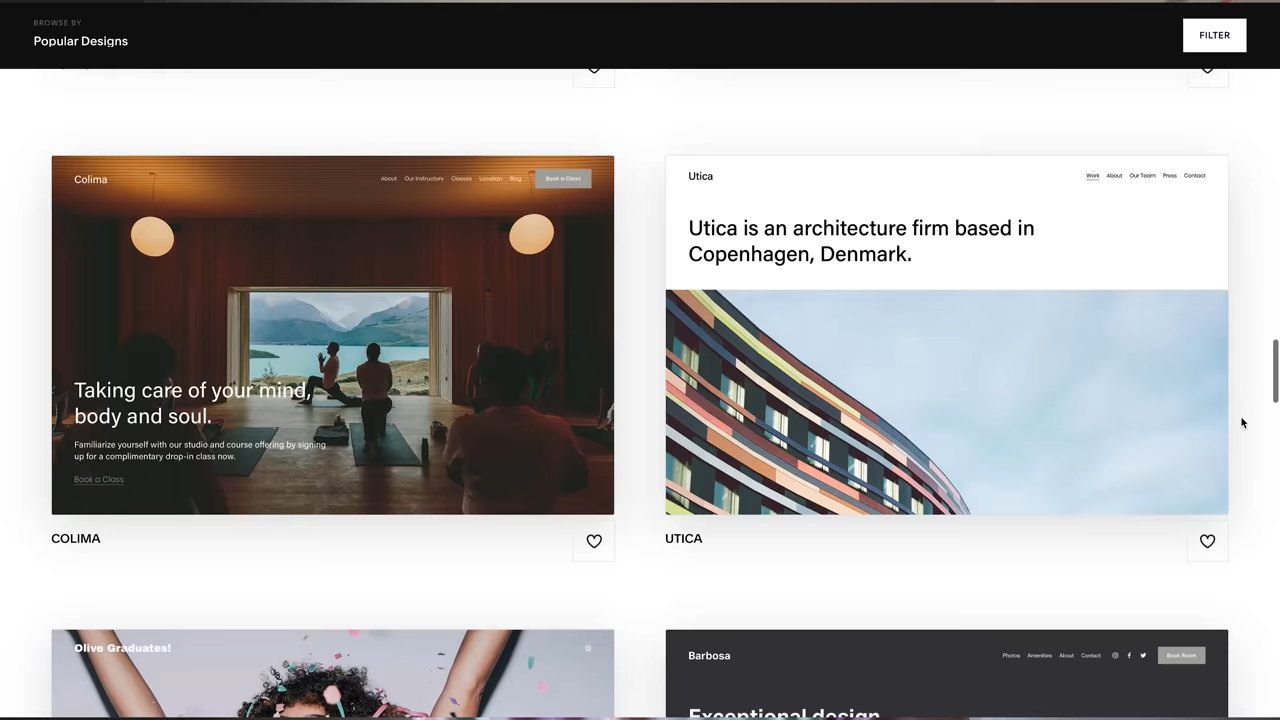 BROWSE BY
Popular Designs
FILTER
Colima
About Our Instructors Classes Location Blog Book a Class
Taking care of your mind,
body and soul.
Familiarize yourself with our studio and course offering by signing
up for a complimentary drop-in class now.
Book a Class
COLIMA
Utica
Work About Our Team Press Contact
Utica is an architecture firm based in
Copenhagen, Denmark.
UTICA
Olive Graduates!
Barbosa
Photos Amenities About Contact Book Room
Exceptional design